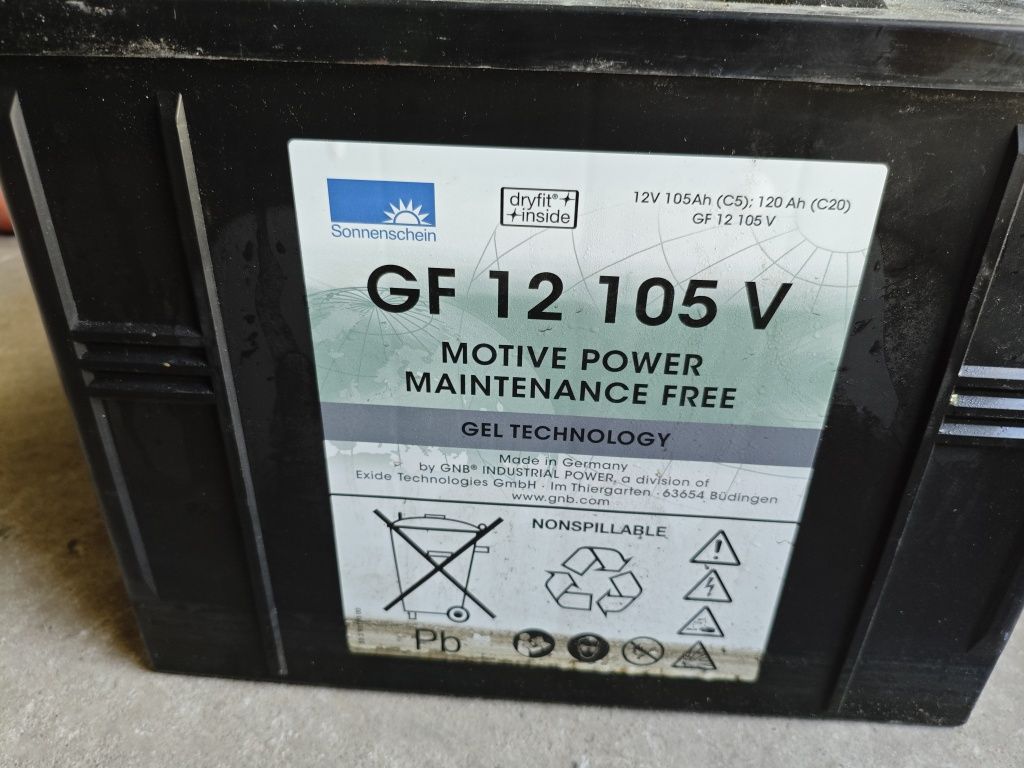 Sonnenschein
dryfit®
inside
12V 105Ah (C5); 120 Ah (C20)
GF 12 105 V
GF 12 105 V
MOTIVE POWER
MAINTENANCE FREE
GEL TECHNOLOGY
Made in Germany
by GNB® INDUSTRIAL POWER, a division of
Exide Technologies GmbH · Im Thiergarten · 63654 Büdingen
www.gnb.com
NONSPILLABLE
Pb